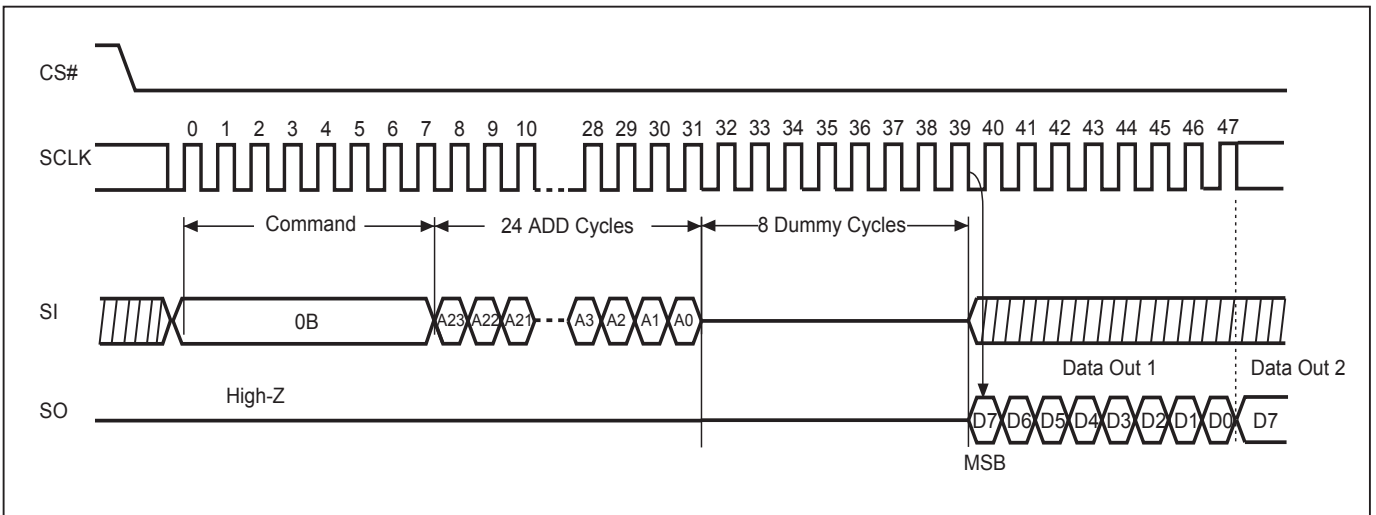 CS#
0 1 2 3 4 5 6 7 8 9 10 28 29 30 31 32 33 34 35 36 37 38 39 40 41 42 43 44 45 46 47
SCLK
Command 24 ADD Cycles 8 Dummy Cycles
SI
0B A23 A22 A21 A3 A2 A1 A0
Data Out 1 Data Out 2
High-Z
SO
D7 D6 D5 D4 D3 D2 D1 D0 D7
MSB